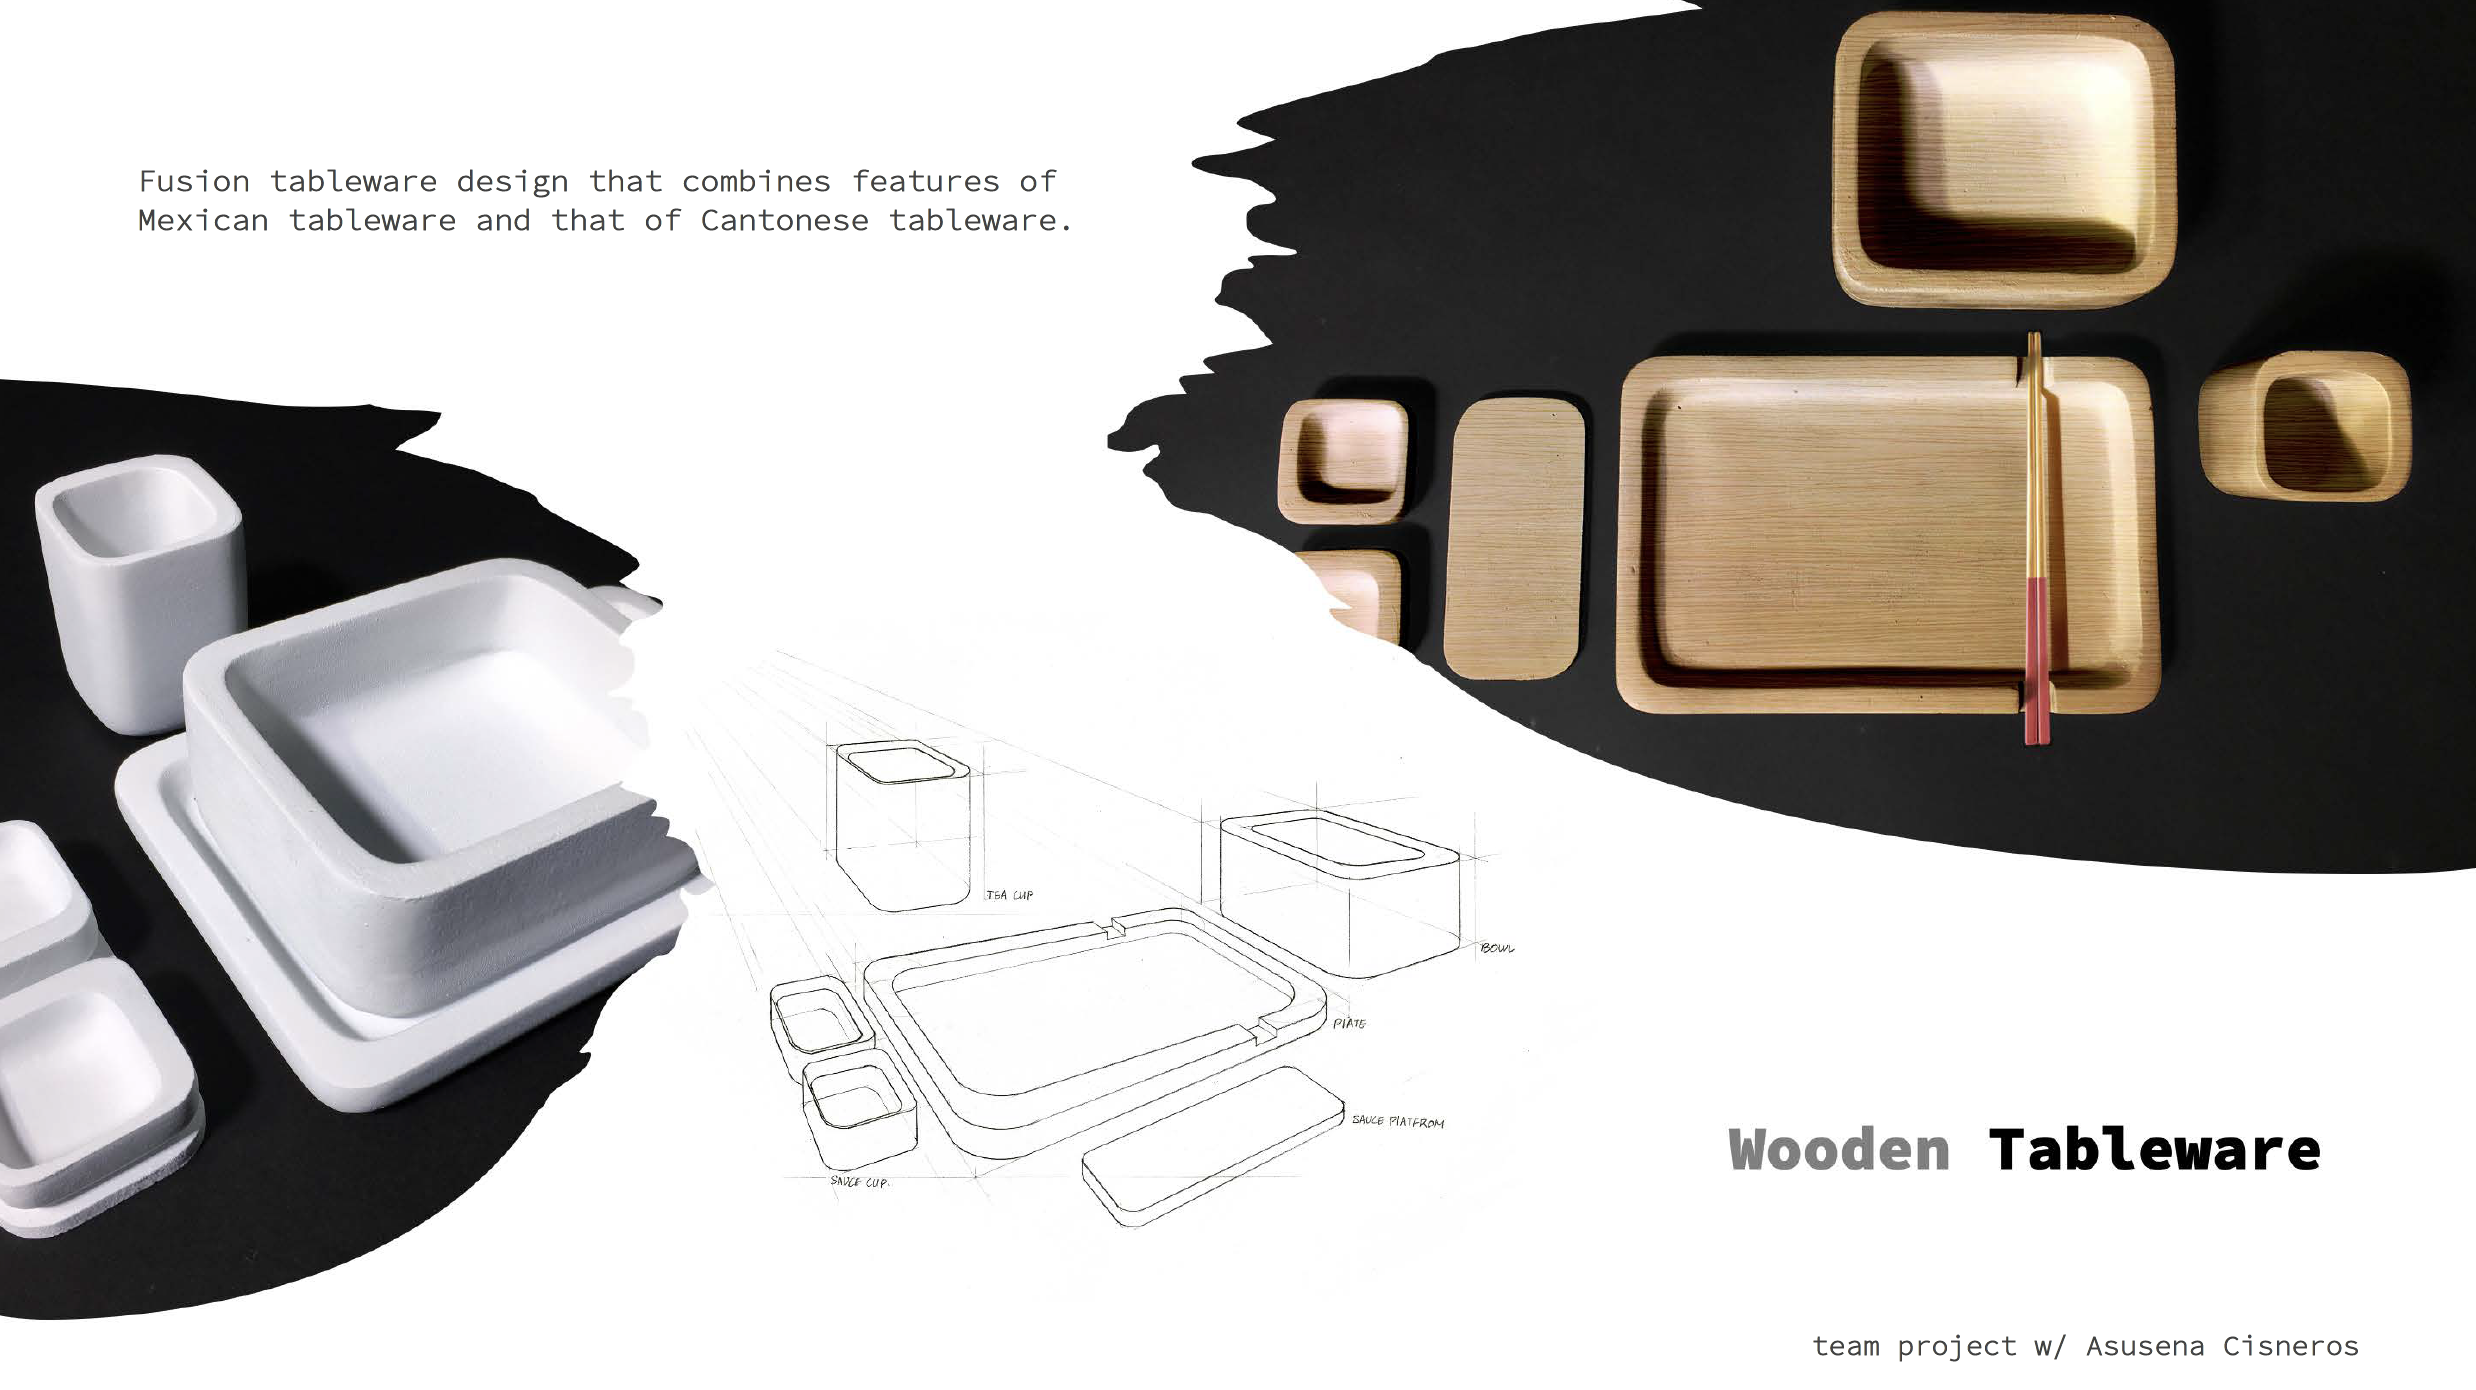 Fusion tableware design that combines features of
Mexican tableware and that of Cantonese tableware.
TEA CUP
BOWL
PlATE
SAUCE PlATFROM
SAUCE CUP.
Wooden Tableware
team project w/ Asusena Cisneros